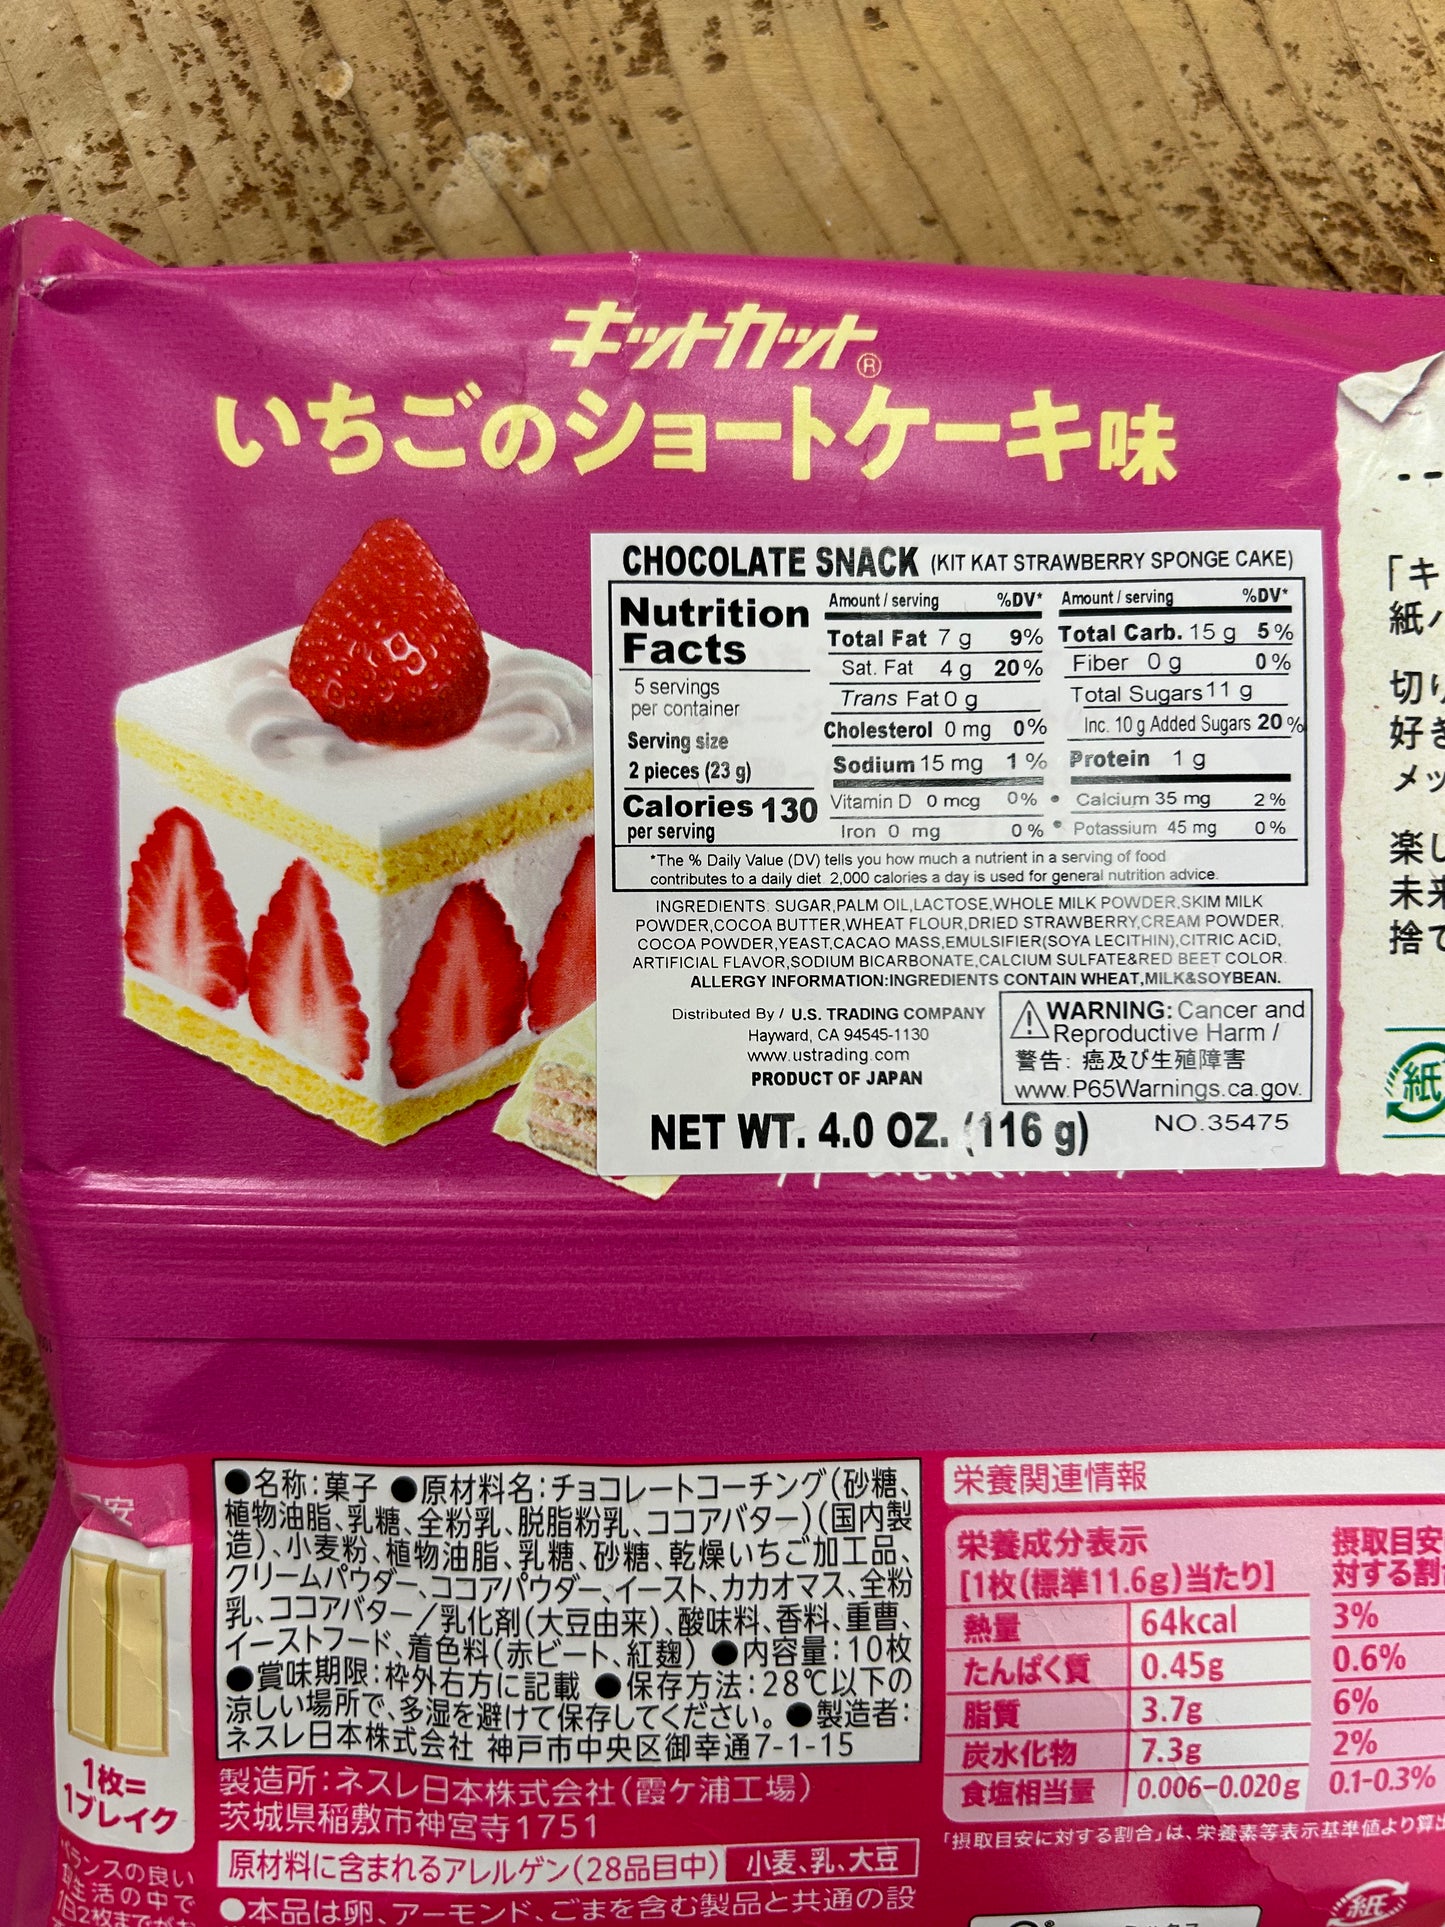 キットカット®
いちごのショートケーキ味
CHOCOLATE SNACK (KIT KAT STRAWBERRY SPONGE CAKE)
Nutrition
Facts
5 servings
per container
Serving size
2 pieces (23 g)
Calories 130
per serving
Amount / serving %DV*
Total Fat 7 g 9%
Sat. Fat 4 g 20%
Trans Fat 0 g
Cholesterol 0 mg 0%
Sodium 15 mg 1%
Vitamin D 0 mcg 0% •
Iron 0 mg 0% •
Amount / serving %DV*
Total Carb. 15 g 5%
Fiber 0 g 0%
Total Sugars 11 g
Inc. 10 g Added Sugars 20%
Protein 1 g
Calcium 35 mg 2%
Potassium 45 mg 0%
*The % Daily Value (DV) tells you how much a nutrient in a serving of food
contributes to a daily diet. 2,000 calories a day is used for general nutrition advice.
INGREDIENTS: SUGAR,PALM OIL,LACTOSE,WHOLE MILK POWDER,SKIM MILK
POWDER,COCOA BUTTER,WHEAT FLOUR,DRIED STRAWBERRY,CREAM POWDER,
COCOA POWDER,YEAST,CACAO MASS,EMULSIFIER(SOYA LECITHIN),CITRIC ACID,
ARTIFICIAL FLAVOR,SODIUM BICARBONATE,CALCIUM SULFATE&RED BEET COLOR.
ALLERGY INFORMATION:INGREDIENTS CONTAIN WHEAT,MILK&SOYBEAN.
Distributed By / U.S. TRADING COMPANY
Hayward, CA 94545-1130
www.ustrading.com
PRODUCT OF JAPAN
WARNING: Cancer and
Reproductive Harm /
警告: 癌及び生殖障害
www.P65Warnings.ca.gov.
NET WT. 4.0 OZ. (116 g)
NO.35475
「キ
紙
切り
好き
メッ
楽し
未来
捨て
紙
安
1枚=
1ブレイク
バランスの良い
食生活の中で
1日2枚までが
●名称:菓子 ●原材料名:チョコレートコーチング(砂糖、
植物油脂、乳糖、全粉乳、脱脂粉乳、ココアバター)(国内製
造)、小麦粉、植物油脂、乳糖、砂糖、乾燥いちご加工品、
クリームパウダー、ココアパウダー、イースト、カカオマス、全粉
乳、ココアバター/乳化剤(大豆由来)、酸味料、香料、重曹、
イーストフード、着色料(赤ビート、紅麹) ●内容量:10枚
●賞味期限:枠外右方に記載 ●保存方法:28℃以下の
涼しい場所で、多湿を避けて保存してください。●製造者:
ネスレ日本株式会社 神戸市中央区御幸通7-1-15
製造所:ネスレ日本株式会社(霞ケ浦工場)
茨城県稲敷市神宮寺1751
原材料に含まれるアレルゲン(28品目中) 小麦、乳、大豆
●本品は卵、アーモンド、ごまを含む製品と共通の設
栄養関連情報
栄養成分表示 摂取目安
[1枚(標準11.6g)当たり] 対する割
熱量 64kcal 3%
たんぱく質 0.45g 0.6%
脂質 3.7g 6%
炭水化物 7.3g 2%
食塩相当量 0.006-0.020g 0.1-0.3%
「摂取目安に対する割合」は、栄養素等表示基準値より算出
紙